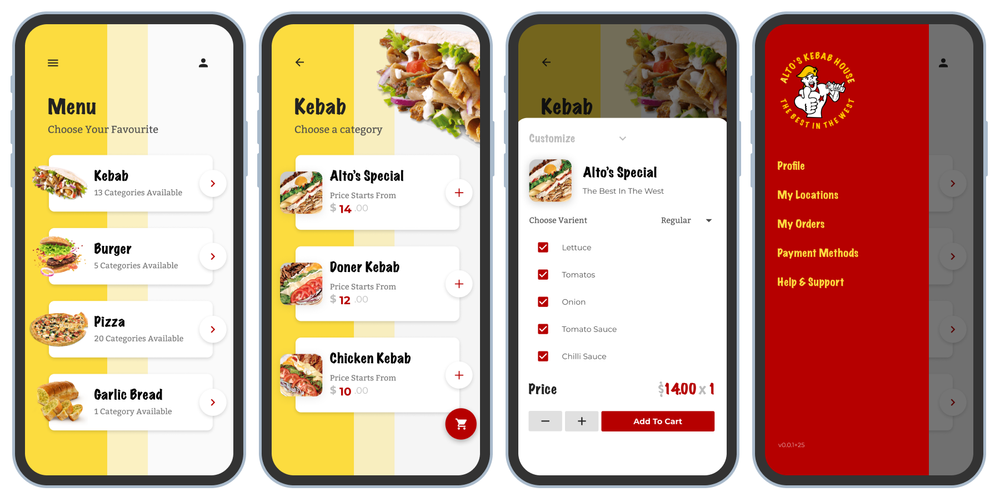 Menu
Choose Your Favourite
Kebab
13 Categories Available
Burger
5 Categories Available
Pizza
20 Categories Available
Garlic Bread
1 Category Available
Kebab
Choose a category
Alto's Special
Price Starts From
$ 14 .00
Doner Kebab
Price Starts From
$ 12 .00
Chicken Kebab
Price Starts From
$ 10 .00
Kebab
Customize
Alto's Special
The Best In The West
Choose Varient
Regular
Lettuce
Tomatos
Onion
Tomato Sauce
Chilli Sauce
Price
$14.00 x 1
Add To Cart
ALTO'S KEBAB HOUSE
THE BEST IN THE WEST
Profile
My Locations
My Orders
Payment Methods
Help & Support
v0.0.1+25